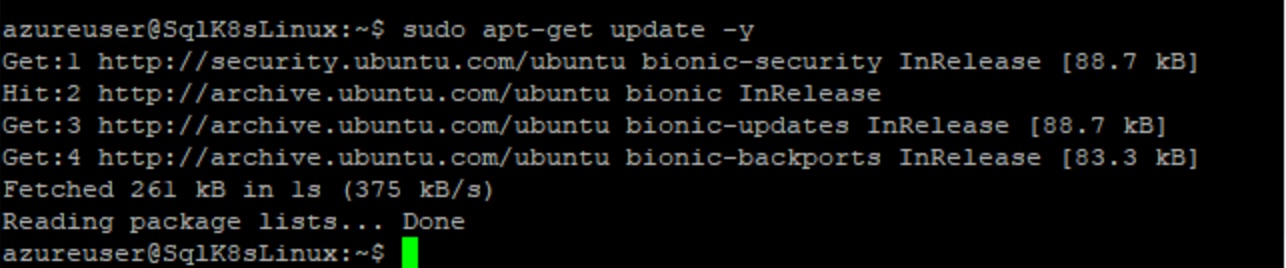 azureuser@SqlK8sLinux:~$ sudo apt-get update -y
Get:1 http://security.ubuntu.com/ubuntu bionic-security InRelease [88.7 kB]
Hit:2 http://archive.ubuntu.com/ubuntu bionic InRelease
Get:3 http://archive.ubuntu.com/ubuntu bionic-updates InRelease [88.7 kB]
Get:4 http://archive.ubuntu.com/ubuntu bionic-backports InRelease [83.3 kB]
Fetched 261 kB in 1s (375 kB/s)
Reading package lists... Done
azureuser@SqlK8sLinux:~$